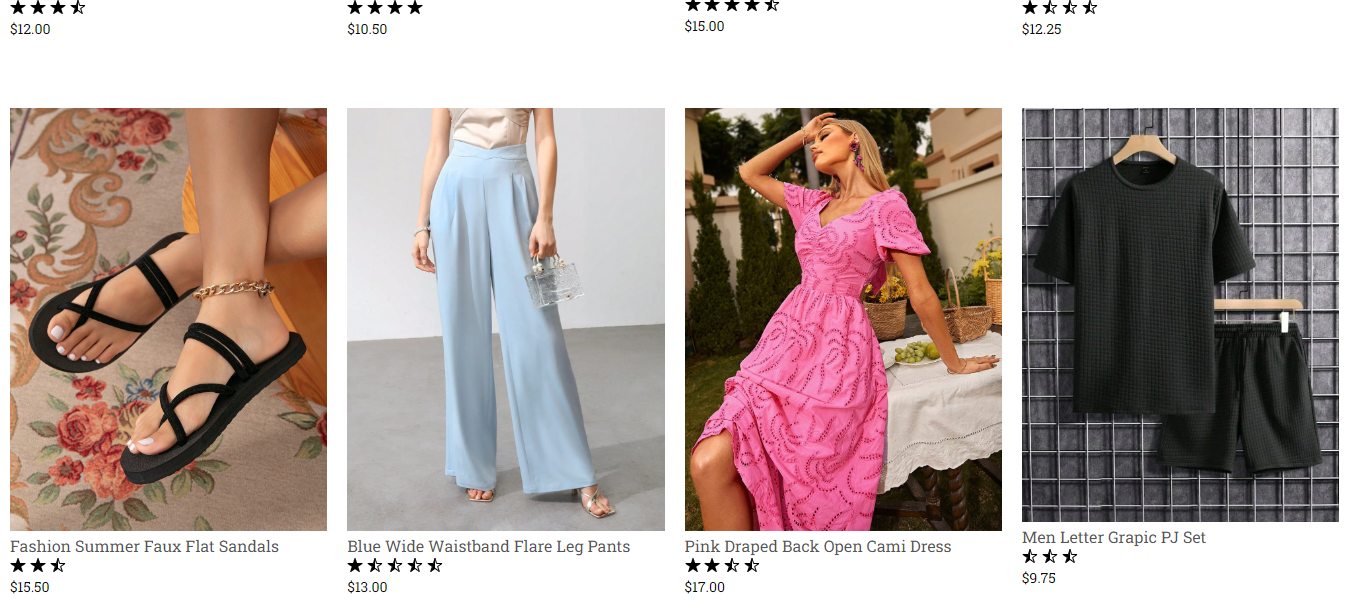 $12.00
$10.50
$15.00
$12.25
Fashion Summer Faux Flat Sandals
$15.50
Blue Wide Waistband Flare Leg Pants
$13.00
Pink Draped Back Open Cami Dress
$17.00
Men Letter Grapic PJ Set
$9.75